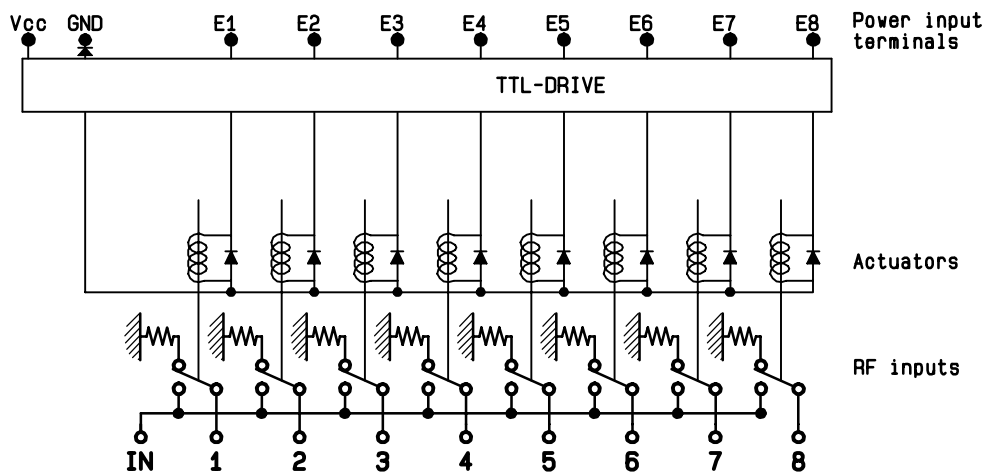 Vcc GND E1 E2 E3 E4 E5 E6 E7 E8 Power input
terminals
TTL-DRIVE
Actuators
RF inputs
IN 1 2 3 4 5 6 7 8